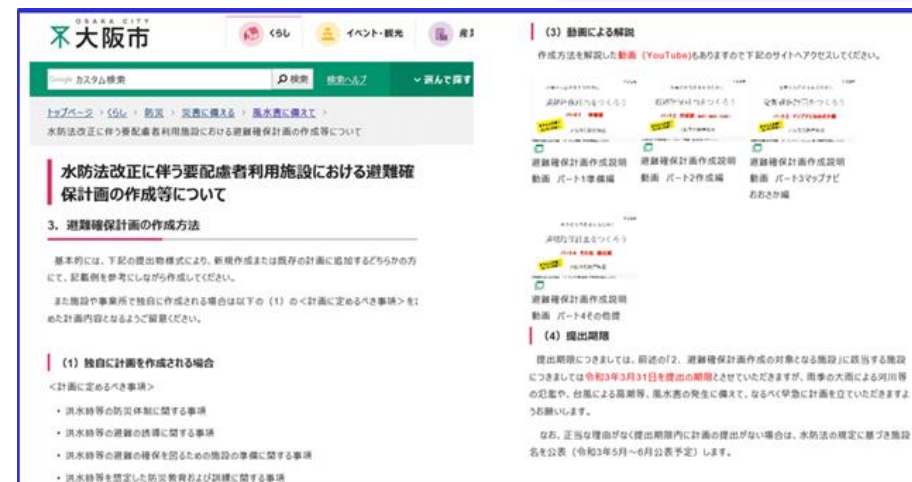 OSAKA CITY
大阪市
くらし
イベント・観光
カスタム検索
検索
検索ヘルプ
選んで探す
トップページ > くらし > 防災 > 災害に備える > 風水害に備えて >
水防法改正に伴う要配慮者利用施設における避難確保計画の作成等について
水防法改正に伴う要配慮者利用施設における避難確
保計画の作成等について
3. 避難確保計画の作成方法
基本的には、下記の提出物様式により、新規作成または既存の計画に追加するどちらかの方
にて、記載例を参考にしながら作成してください。
また施設や事業所で独自に作成される場合は以下の(1)の<計画に定めるべき事項>を
めた計画内容となるようご留意ください。
(1)独自に計画を作成される場合
<計画に定めるべき事項>
・洪水時等の防災体制に関する事項
・洪水時等の避難の誘導に関する事項
・洪水時等の避難の確保を図るための施設の準備に関する事項
・洪水時等を想定した防災教育および訓練に関する事項
(3)動画による解説
作成方法を解説した動画(YouTube)もありますので下記のサイトへアクセスしてください。
避難確保計画作成説明
動画 パート1準備編
避難確保計画作成説明
動画 パート2作成編
避難確保計画作成説明
動画 パート3マップナビ
おおさか編
避難確保計画作成説明
動画 パート4その他提
(4)提出期限
提出期限につきましては、前述の「2. 避難確保計画作成の対象となる施設」に該当する施設
につきましては令和3年3月31日を提出の期限とさせていただきますが、雨季の大雨による河川等
の氾濫や、台風による高潮等、風水害の発生に備えて、なるべく早急に計画を立ていただきますよ
うお願いします。
なお、正当な理由がなく提出期限内に計画の提出がない場合は、水防法の規定に基づき施設
名を公表(令和3年5月~6月公表予定)します。